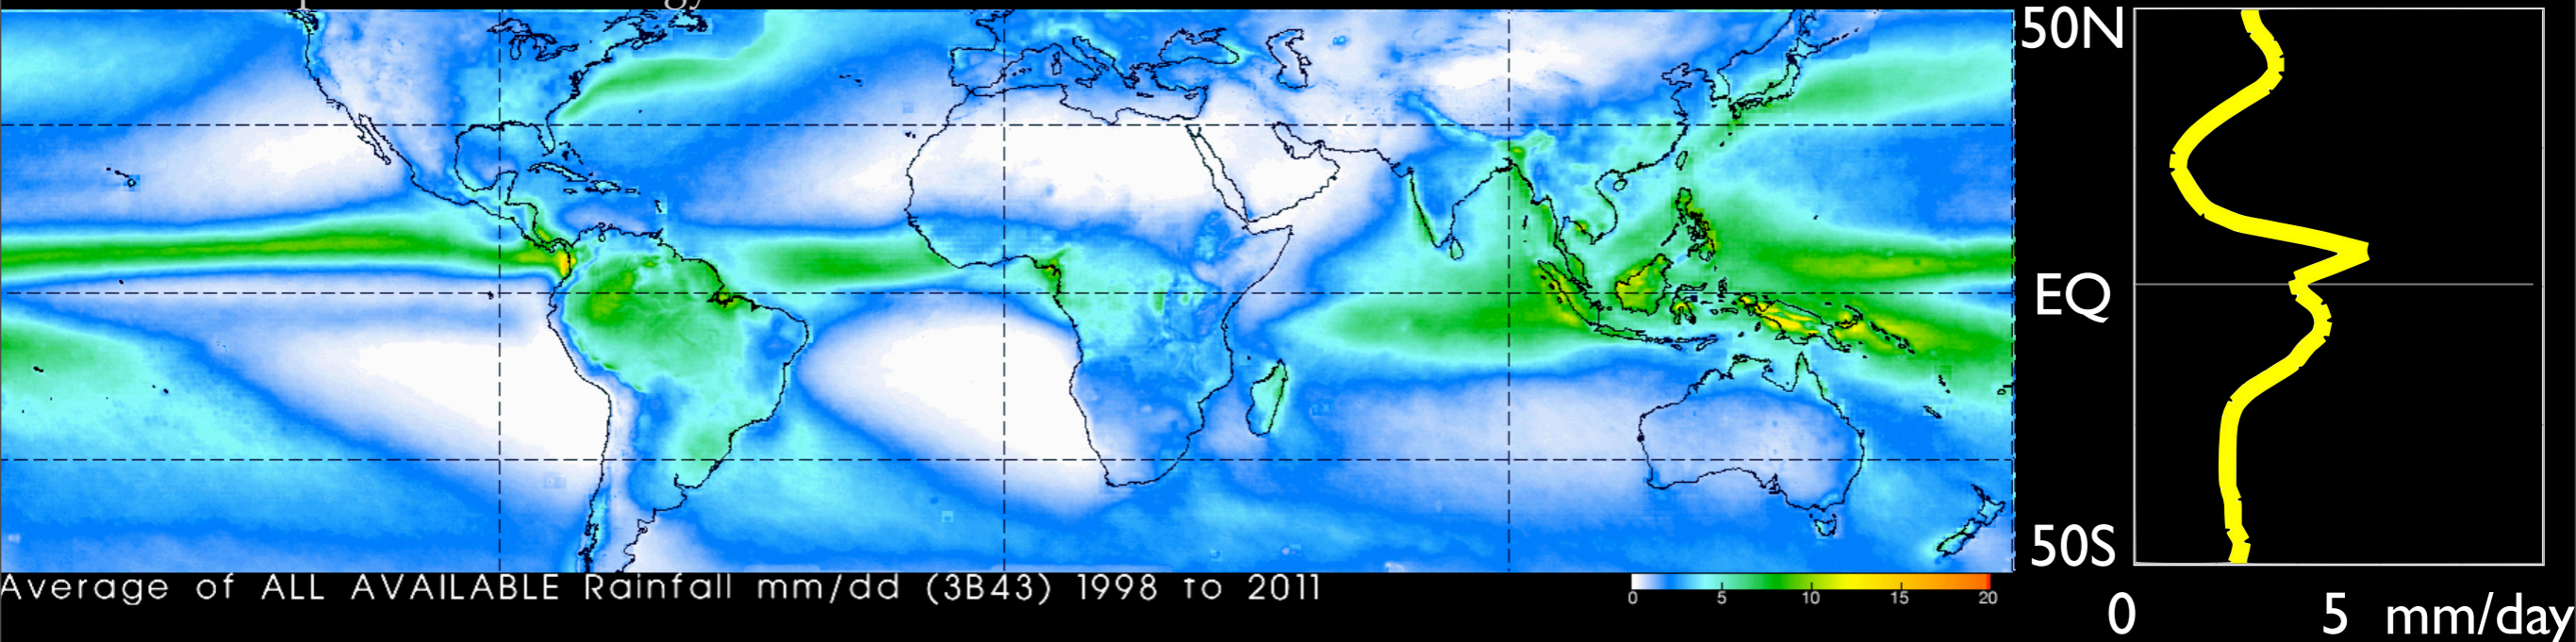 50N
EQ
50S
Average of ALL AVAILABLE Rainfall mm/dd (3B43) 1998 to 2011
0 5 10 15 20
0 5 mm/day